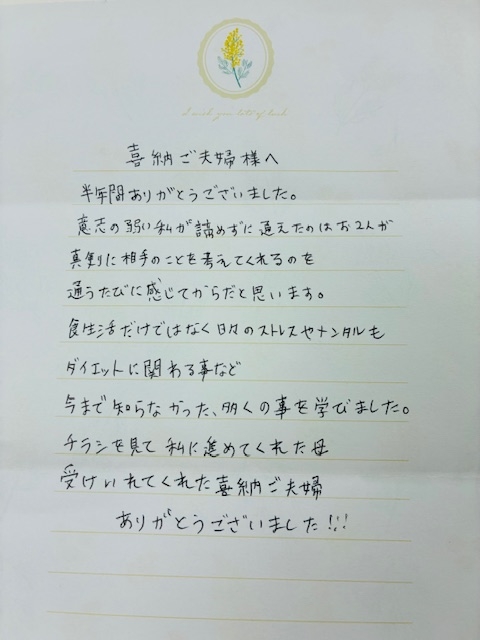 I wish you lots of luck
喜納ご夫婦様へ
半年間ありがとうございました。
意志の弱い私が諦めずに通えたのはお2人が
真剣に相手のことを考えてくれるのを
通うたびに感じてからだと思います。
食生活だけではなく日々のストレスやメンタルも
ダイエットに関わる事など
今まで知らなかった、多くの事を学びました。
チラシを見て私に進めてくれた母
受けいれてくれた喜納ご夫婦
ありがとうございました!!!